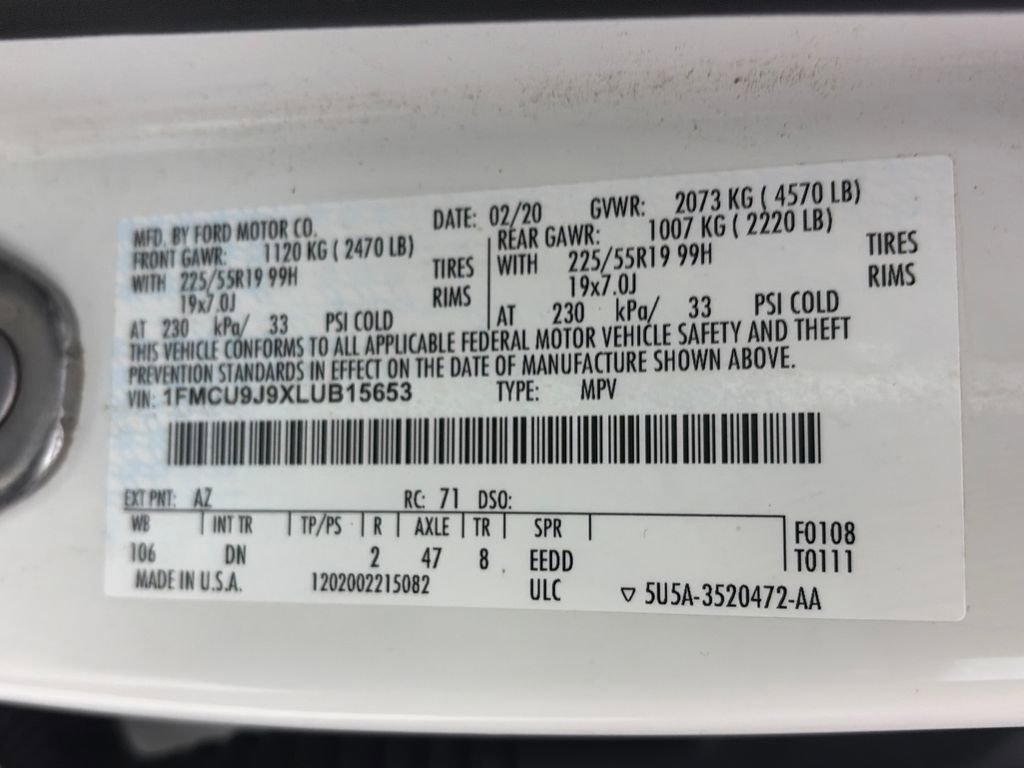 MFD. BY FORD MOTOR CO. DATE: 02/20 GVWR: 2073 KG ( 4570 LB)
FRONT GAWR: 1120 KG ( 2470 LB) REAR GAWR: 1007 KG ( 2220 LB)
WITH 225/55R19 99H TIRES WITH 225/55R19 99H TIRES
19x7.0J RIMS 19x7.0J RIMS
AT 230 kPa/ 33 PSI COLD AT 230 kPa/ 33 PSI COLD
THIS VEHICLE CONFORMS TO ALL APPLICABLE FEDERAL MOTOR VEHICLE SAFETY AND THEFT
PREVENTION STANDARDS IN EFFECT ON THE DATE OF MANUFACTURE SHOWN ABOVE.
VIN: 1FMCU9J9XLUB15653 TYPE: MPV
EXT PNT: AZ RC: 71 DSO:
WB INT TR TP/PS R AXLE TR SPR F0108
106 DN 2 47 8 EEDD T0111
MADE IN U.S.A. 1202002215082 ULC ▽ 5U5A-3520472-AA